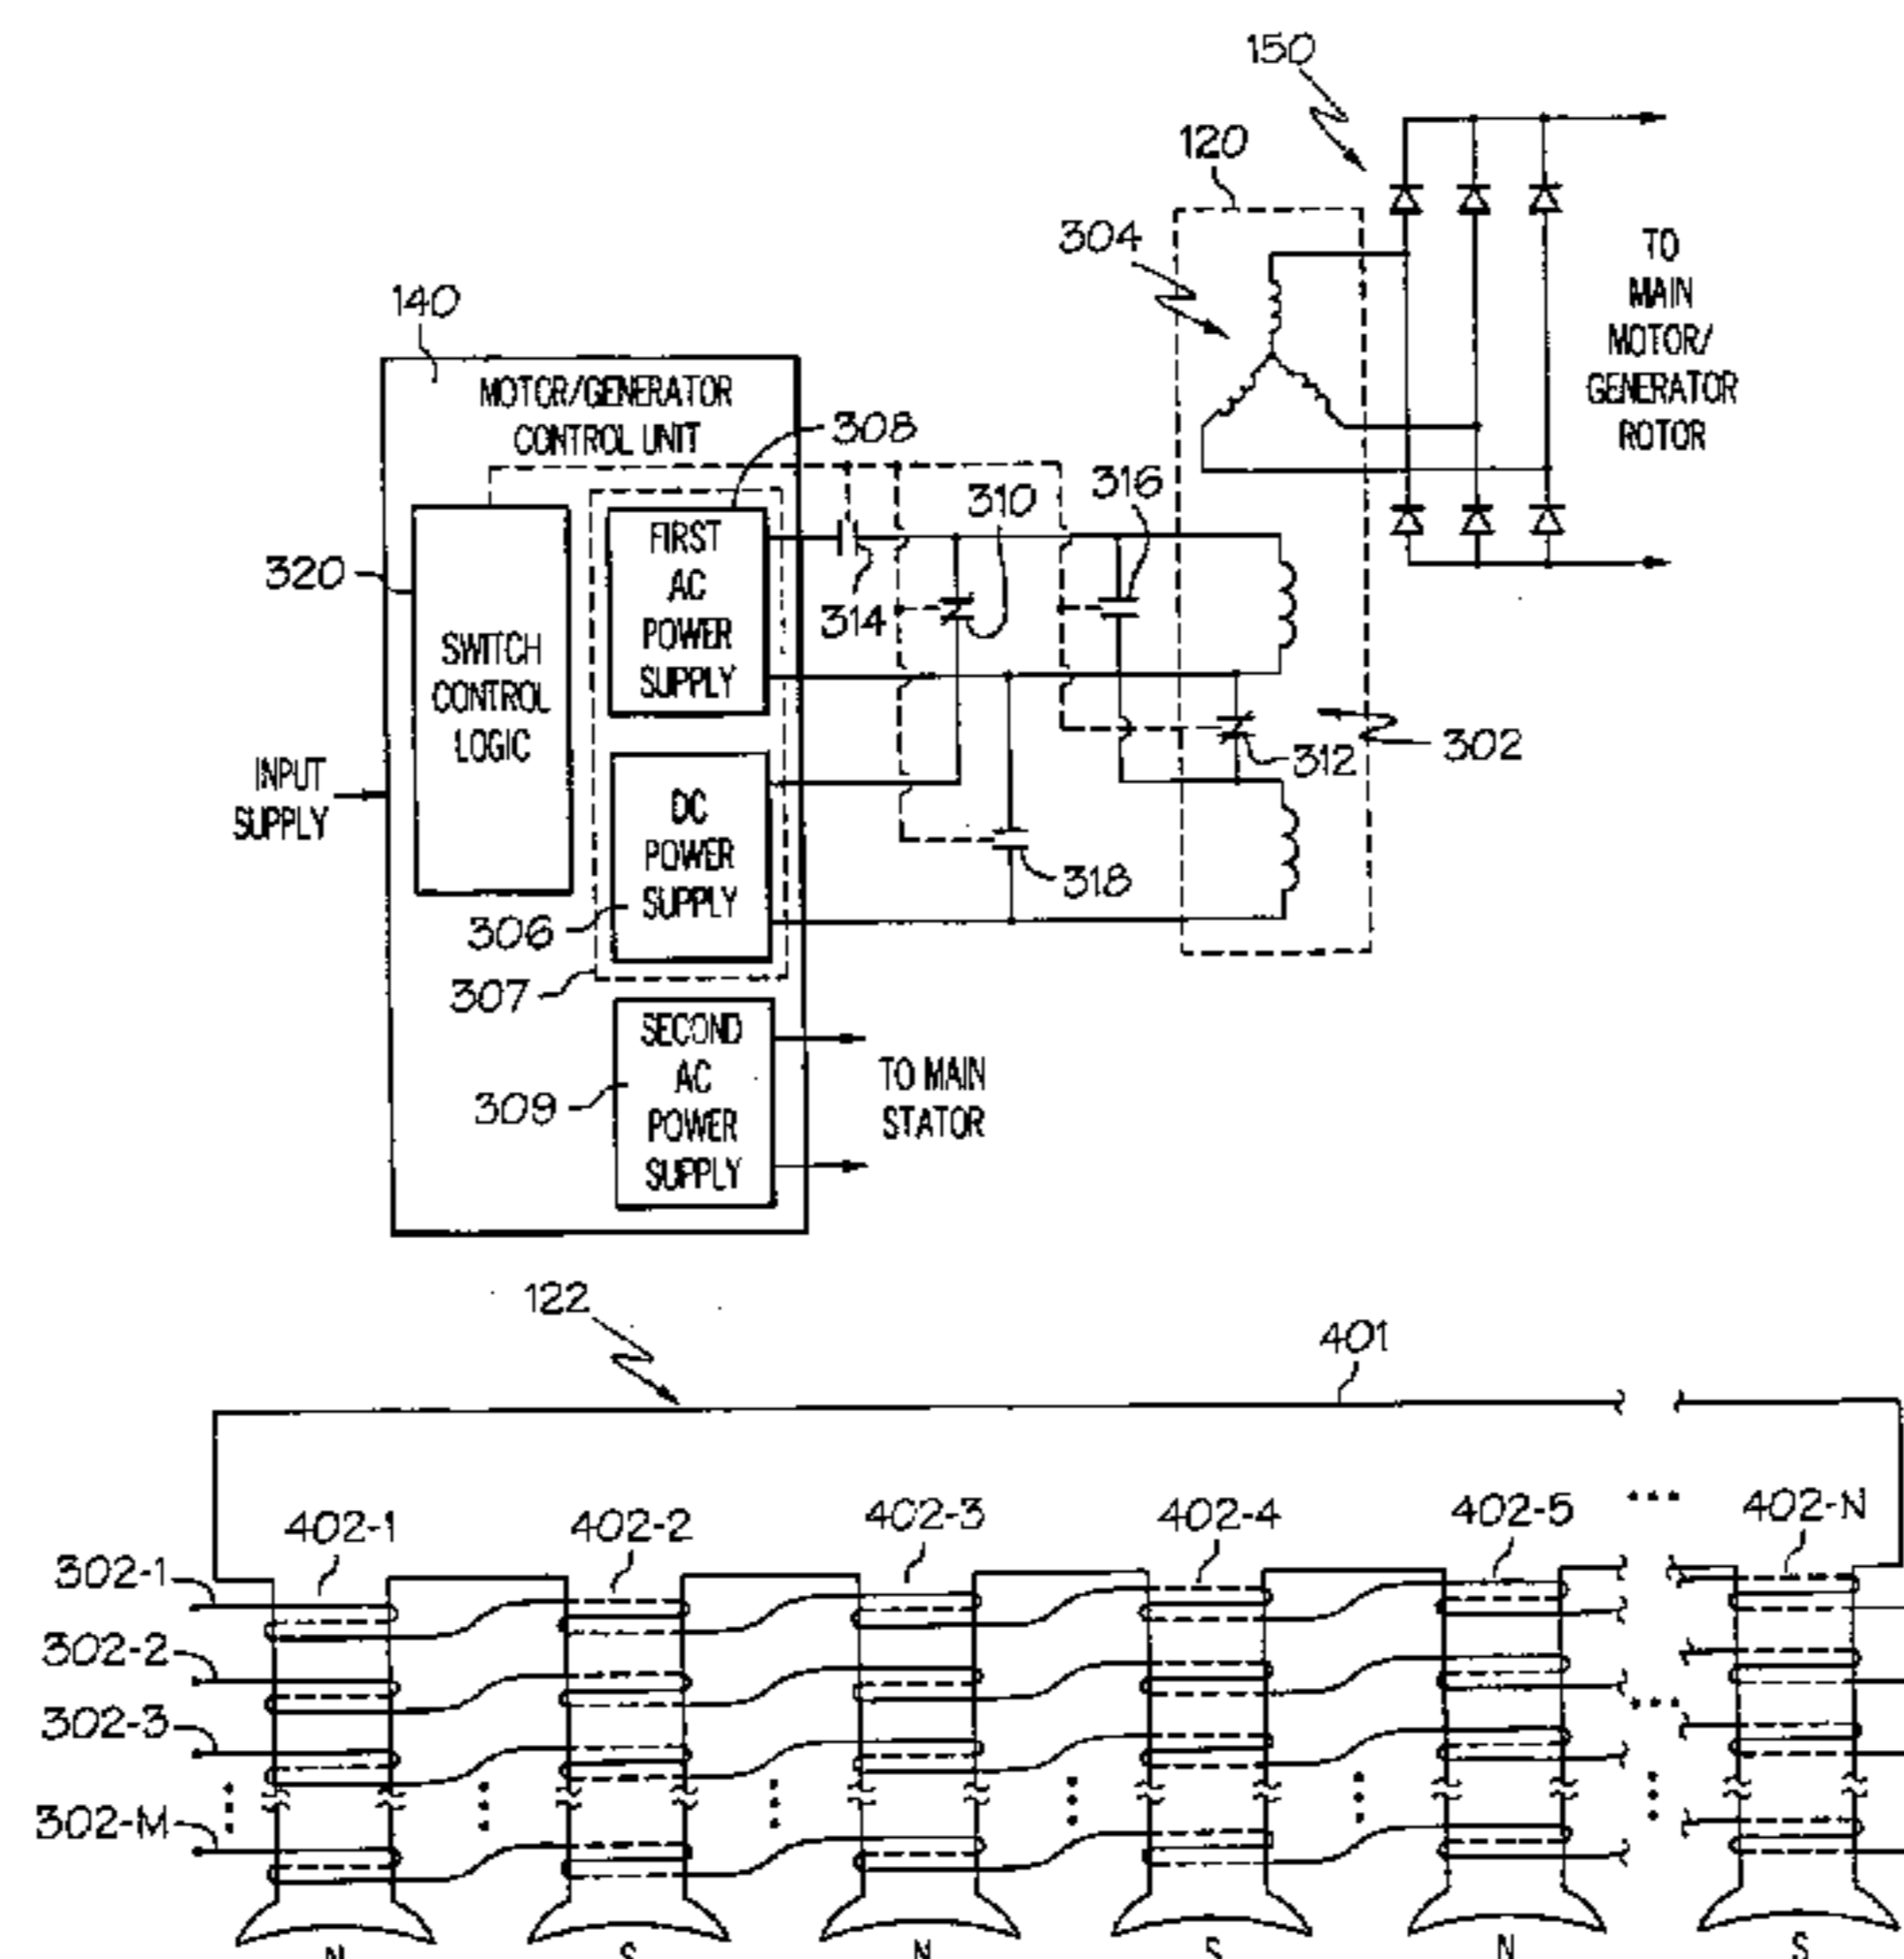 150
120
304
TO
MAIN
MOTOR/
GENERATOR
ROTOR
140
MOTOR/GENERATOR
CONTROL UNIT
308
310
316
320
FIRST
AC
POWER
SUPPLY
314
SWITCH
CONTROL
LOGIC
312
302
INPUT
SUPPLY
DC
POWER
SUPPLY
318
306
307
SECOND
AC
POWER
SUPPLY
309
TO MAIN
STATOR
122
401
402-1
402-2
402-3
402-4
402-5
...
402-N
302-1
302-2
302-3
302-M
N
S
N
S
N
S